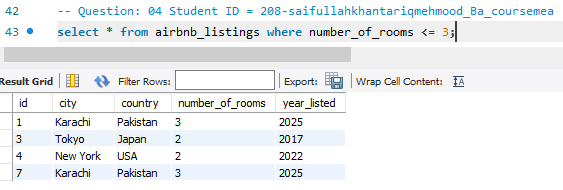 42 -- Question: 04 Student ID = 208-saifullahkhantariqmehmood_Ba_coursemea
43 select * from airbnb_listings where number_of_rooms <= 3;
Result Grid Filter Rows: Export: Wrap Cell Content:
id city country number_of_rooms year_listed
1 Karachi Pakistan 3 2025
3 Tokyo Japan 2 2017
4 New York USA 2 2022
7 Karachi Pakistan 3 2025